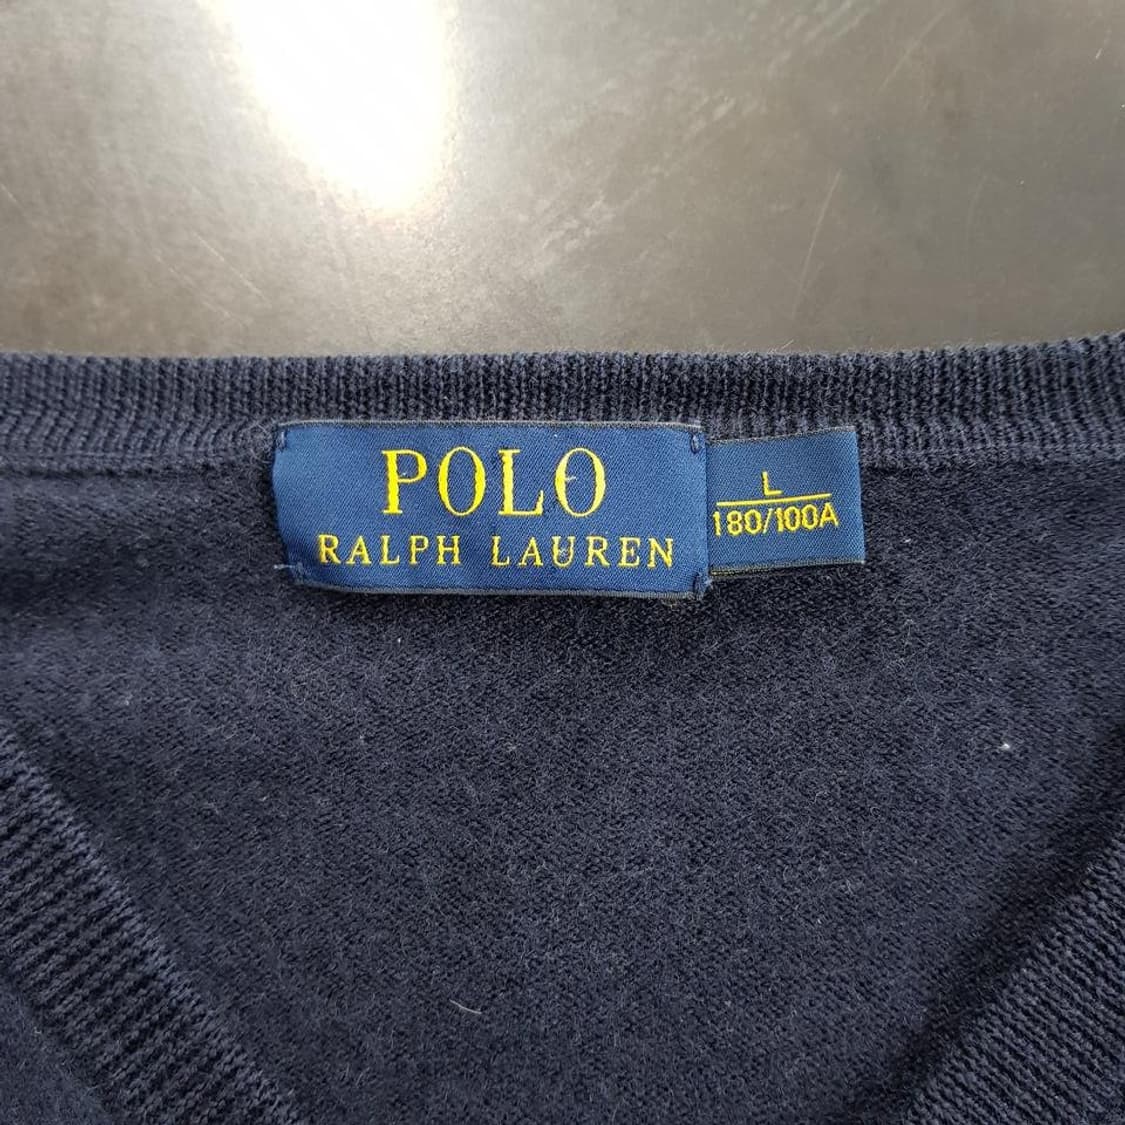 POLO
RALPH LAUREN
L
180/100A